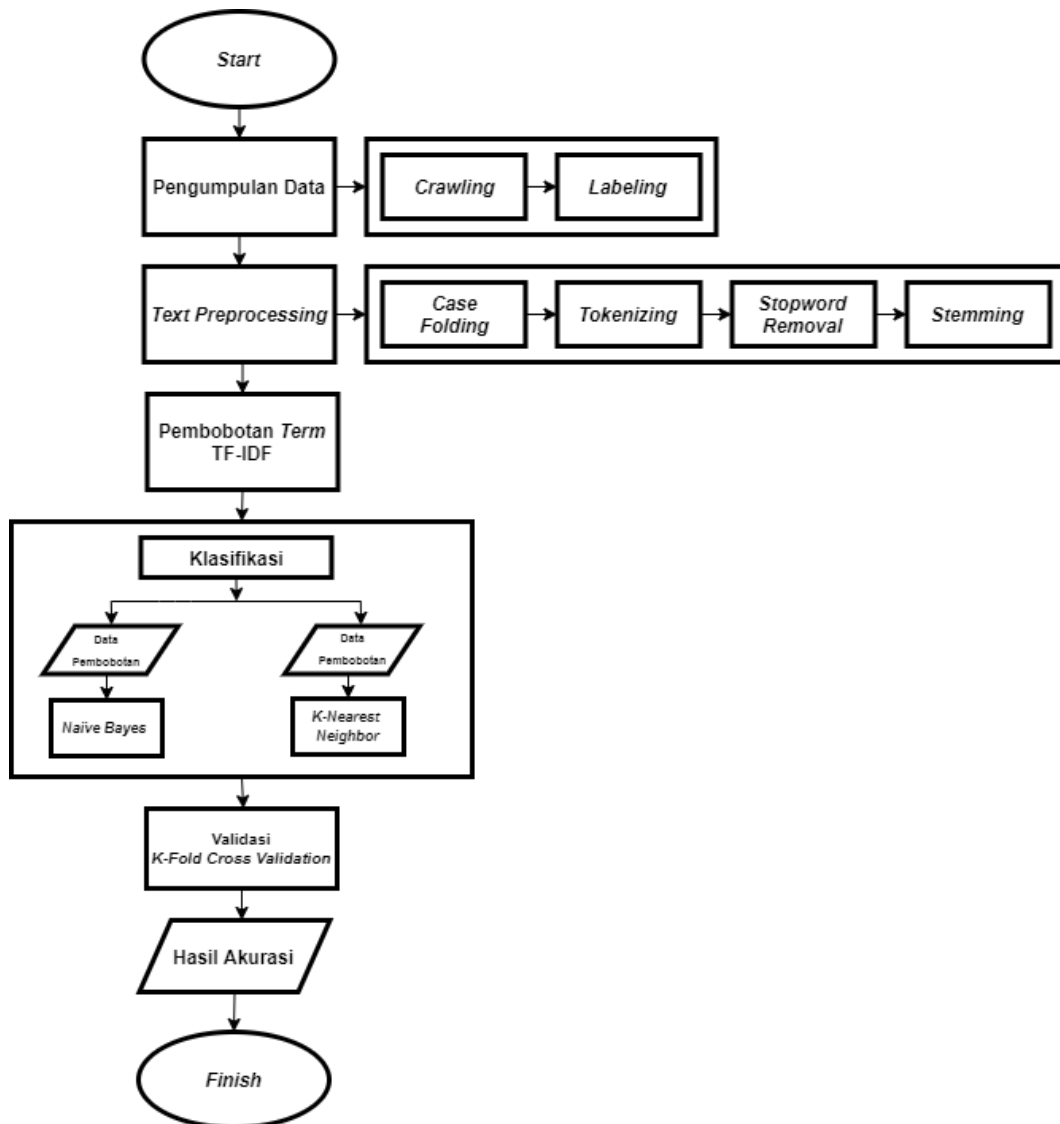 Start
Pengumpulan Data
Crawling
Labeling
Text Preprocessing
Case
Folding
Tokenizing
Stopword
Removal
Stemming
Pembobotan Term
TF-IDF
Klasifikasi
Data
Pembobotan
Data
Pembobotan
Naïve Bayes
K-Nearest
Neighbor
Validasi
K-Fold Cross Validation
Hasil Akurasi
Finish